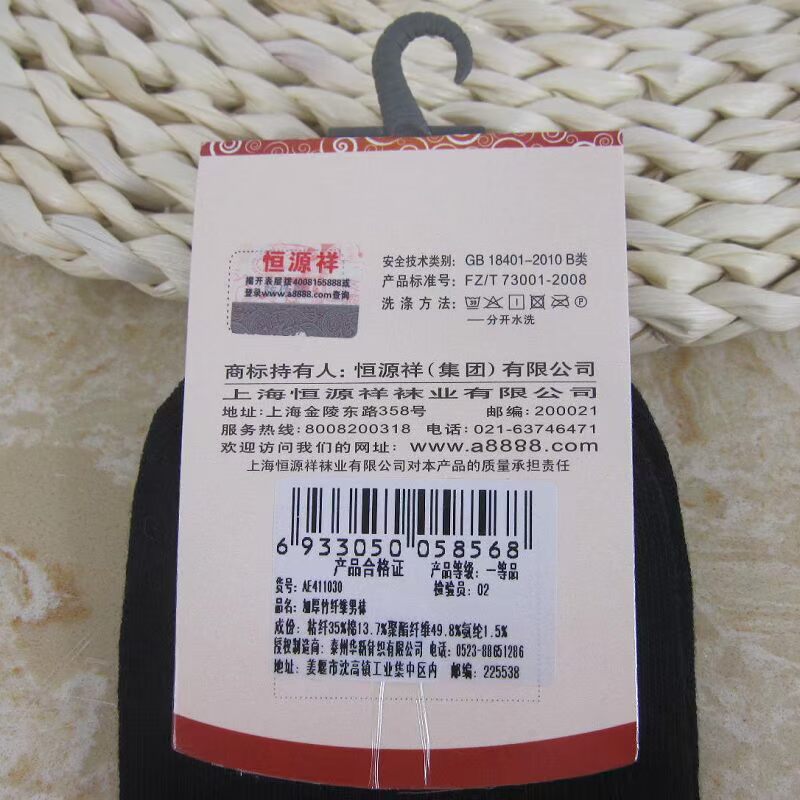 恒源祥
揭开表层拨4008155888或
登录www.a8888.com查询
安全技术类别: GB 18401-2010 B类
产品标准号: FZ/T 73001-2008
洗涤方法:
—分开水洗
商标持有人: 恒源祥(集团)有限公司
上海恒源祥袜业有限公司
地址: 上海金陵东路358号 邮编: 200021
服务热线: 8008200318 电话: 021-63746471
欢迎访问我们的网址: www.a8888.com
上海恒源祥袜业有限公司对本产品的质量承担责任
6 933050 058568
产品合格证 产品等级: 一等品
货号: AE411030 检验员: 02
品名: 加厚竹纤维男袜
成份: 粘纤35%棉13.7%聚酯纤维49.8%氨纶1.5%
授权制造商: 泰州华新针织有限公司 电话: 0523-88651286
地址: 姜堰市沈高镇工业集中区内 邮编: 225538